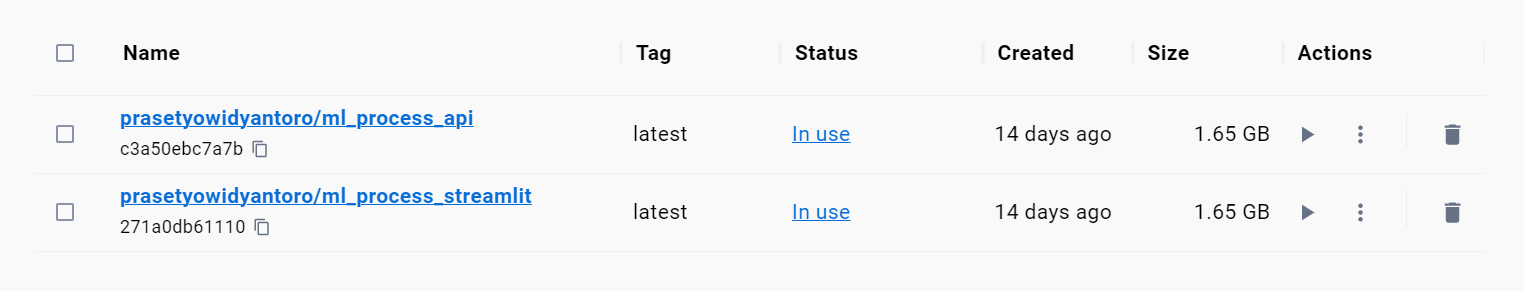 Name Tag Status Created Size Actions
prasetyowidyantoro/ml_process_api
c3a50ebc7a7b
latest In use 14 days ago 1.65 GB
prasetyowidyantoro/ml_process_streamlit
271a0db61110
latest In use 14 days ago 1.65 GB